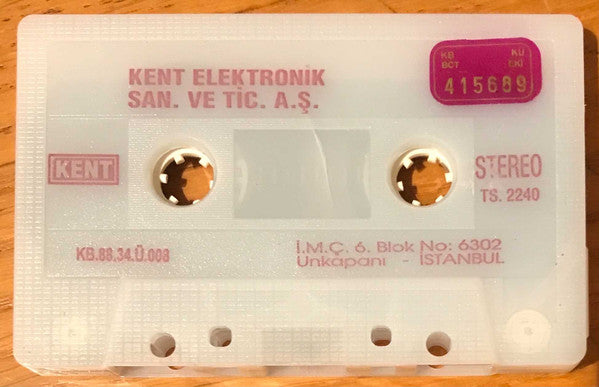 KENT ELEKTRONİK
SAN. VE TİC. A.Ş.
KB KÜ
BCT EKİ
415689
KENT
STEREO
TS. 2240
KB.88.34.Ü.008
İ.M.Ç. 6. Blok No: 6302
Unkapanı - İSTANBUL